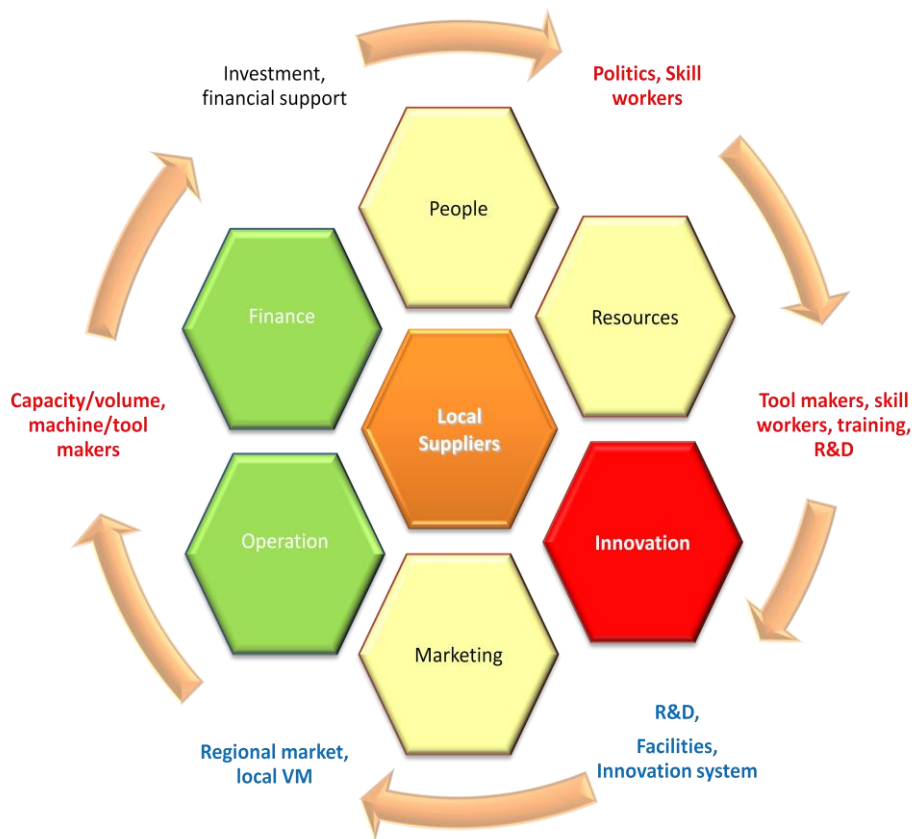 Investment,
financial support
Politics, Skill
workers
People
Finance
Resources
Capacity/volume,
machine/tool
makers
Local
Suppliers
Tool makers, skill
workers, training,
R&D
Operation
Innovation
Marketing
Regional market,
local VM
R&D,
Facilities,
Innovation system